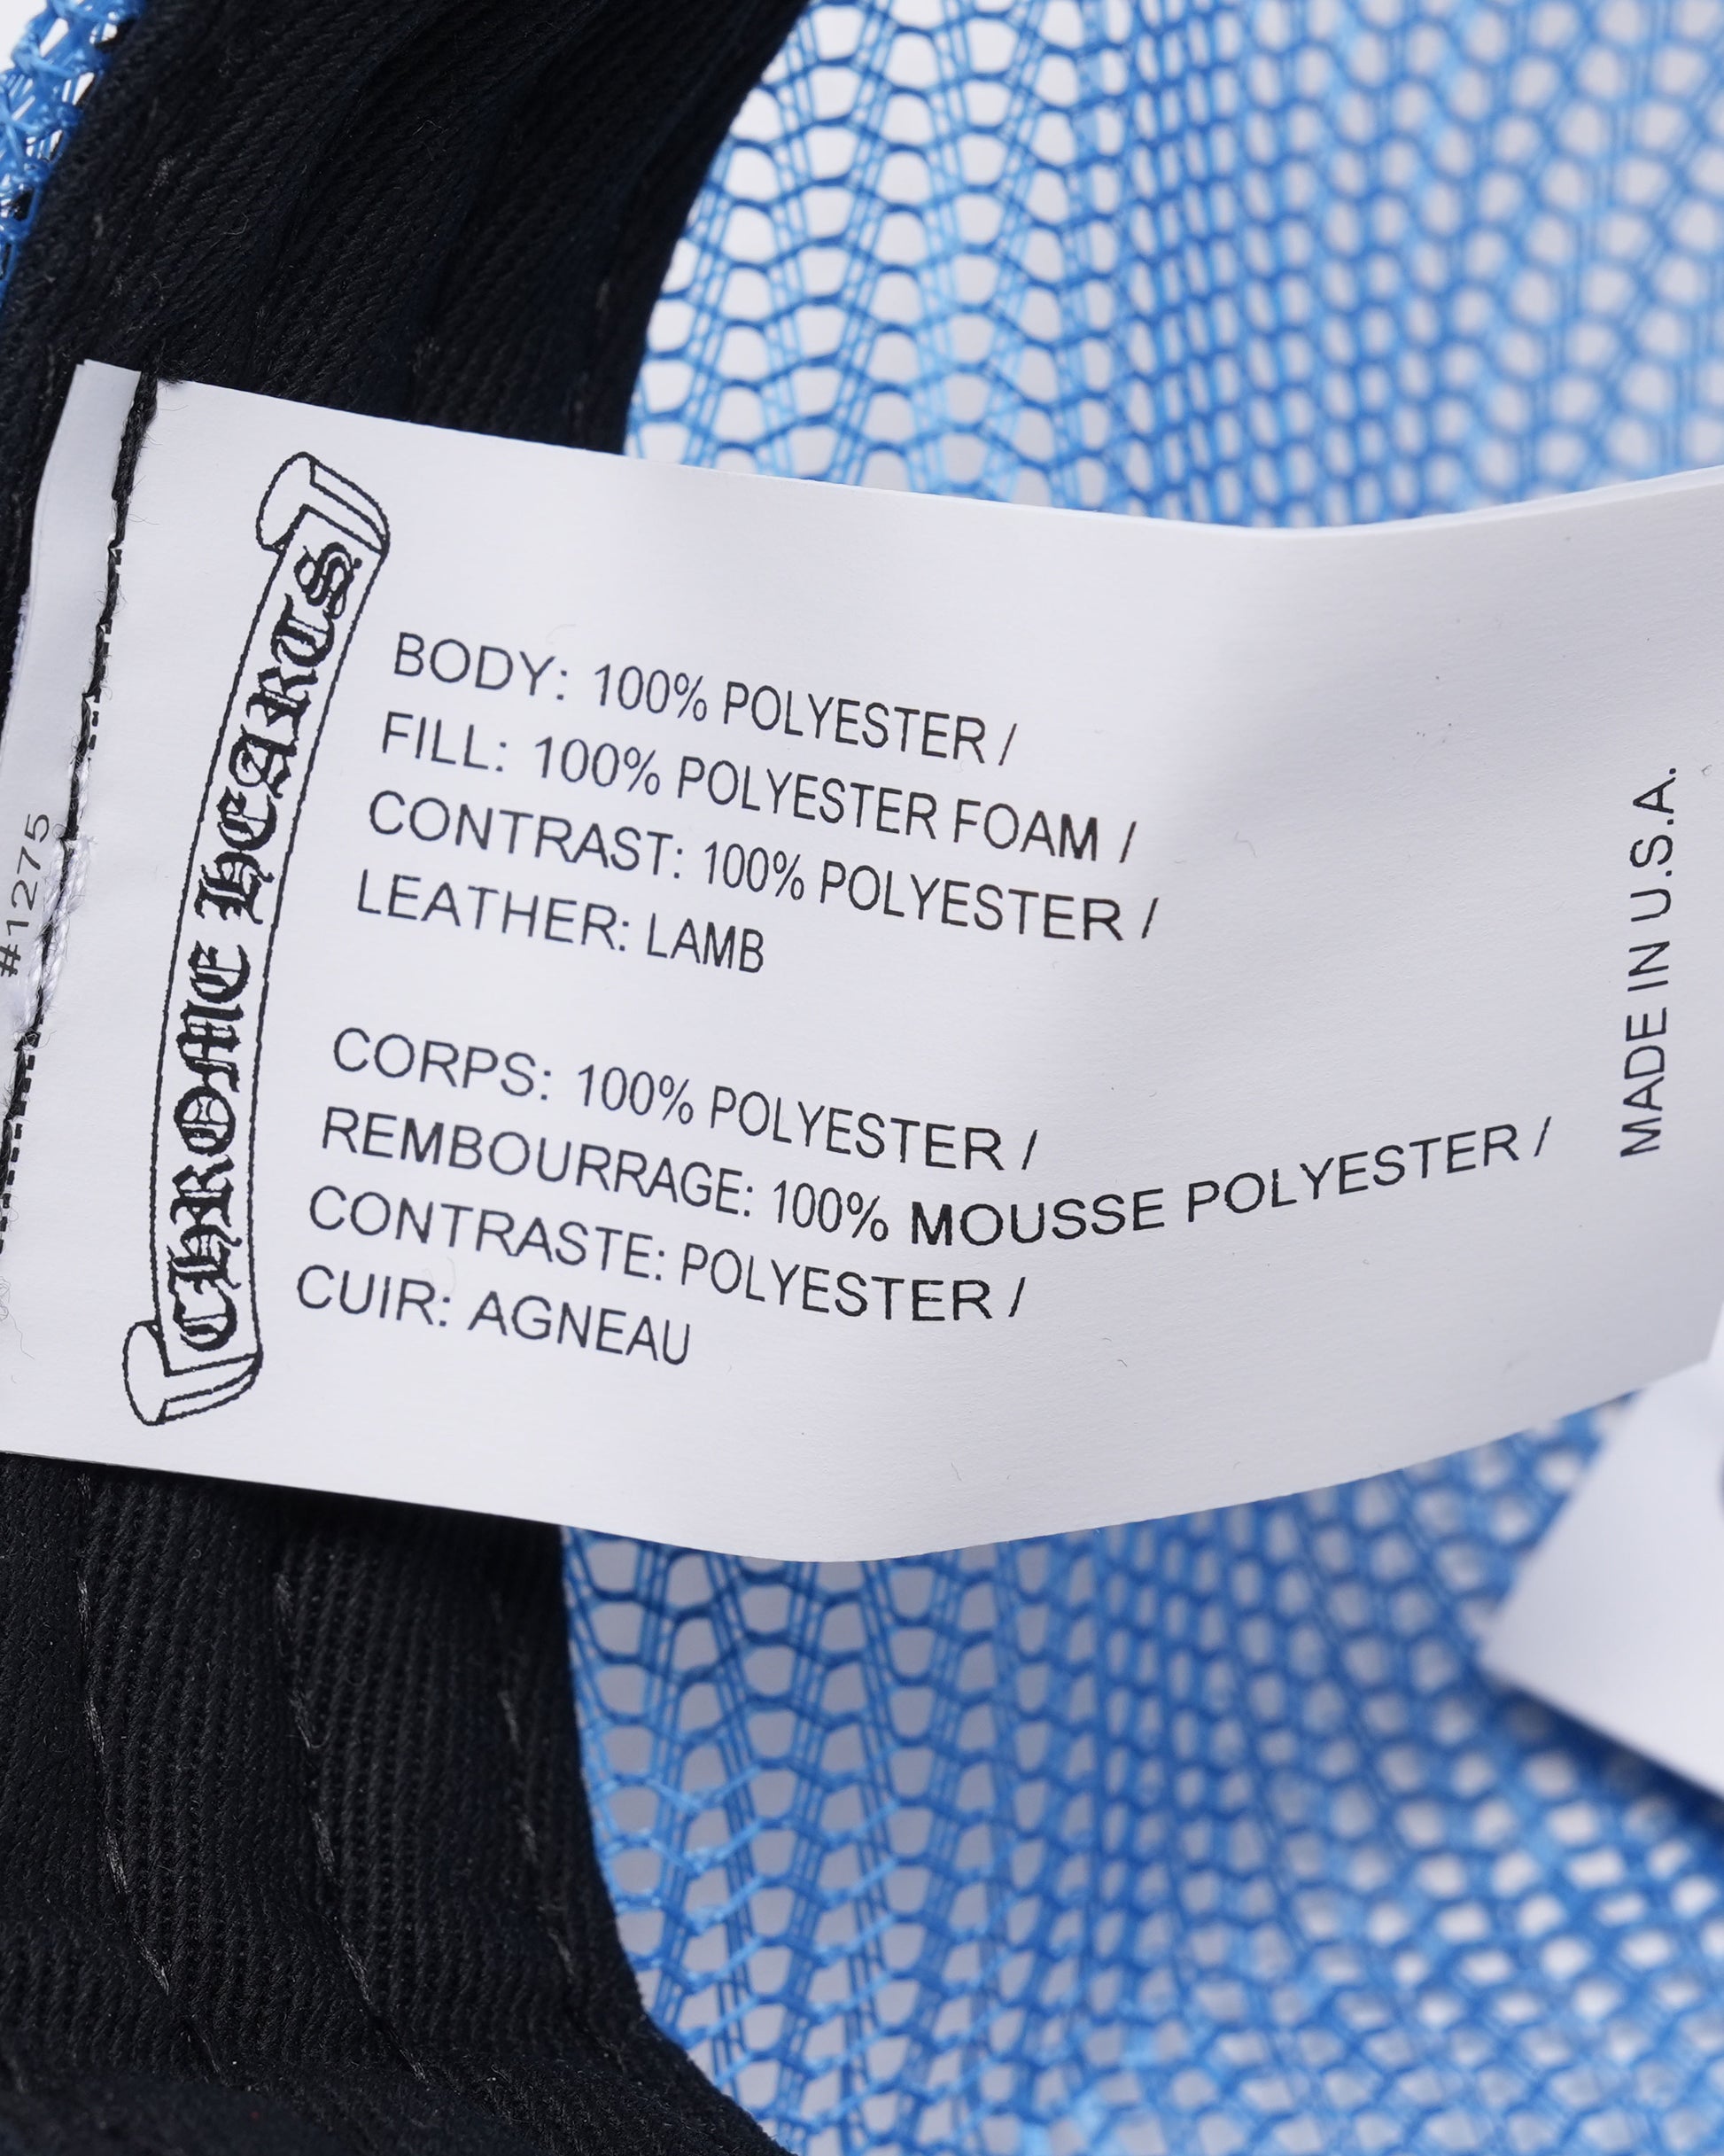 #1275
CHROME HEARTS
BODY: 100% POLYESTER /
FILL: 100% POLYESTER FOAM /
CONTRAST: 100% POLYESTER /
LEATHER: LAMB
CORPS: 100% POLYESTER /
REMBOURRAGE: 100% MOUSSE POLYESTER /
CONTRASTE: POLYESTER /
CUIR: AGNEAU
MADE IN U.S.A.